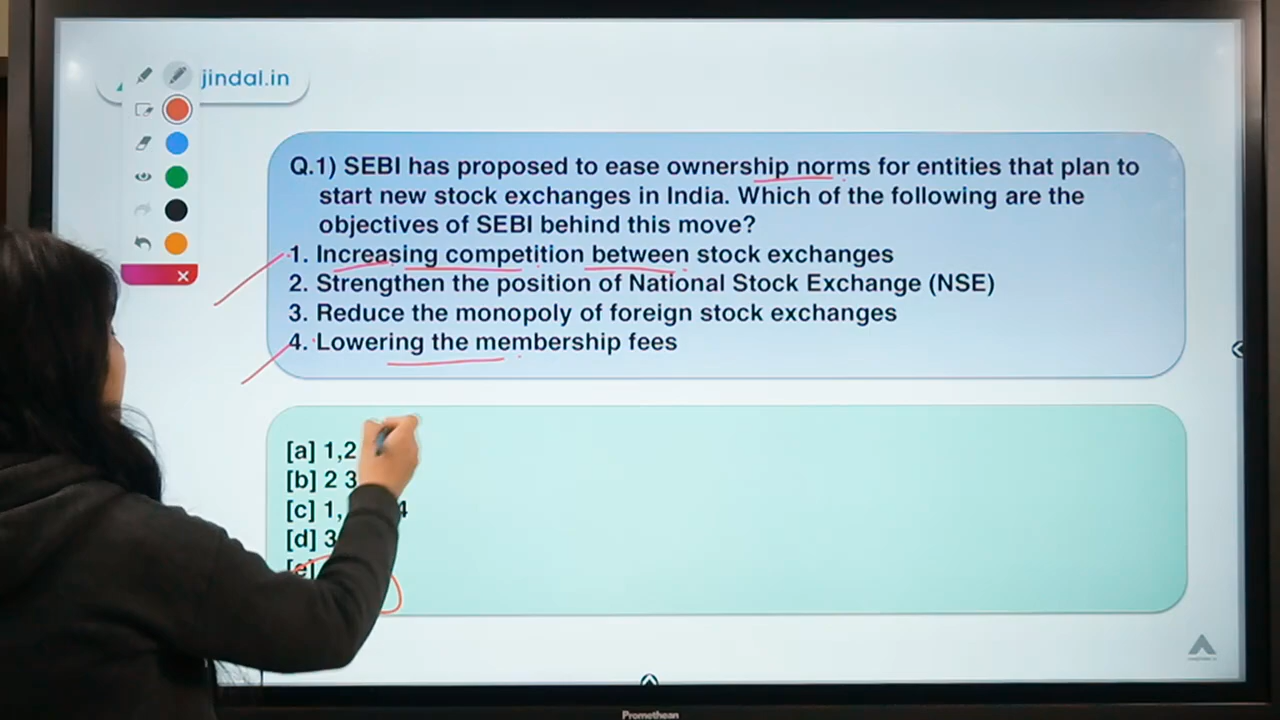 jindal.in
Q.1) SEBI has proposed to ease ownership norms for entities that plan to
start new stock exchanges in India. Which of the following are the
objectives of SEBI behind this move?
1. Increasing competition between stock exchanges
2. Strengthen the position of National Stock Exchange (NSE)
3. Reduce the monopoly of foreign stock exchanges
4. Lowering the membership fees
[a] 1,2
[b] 2 3
[c] 1, 4
[d] 3
[e]
Promethean